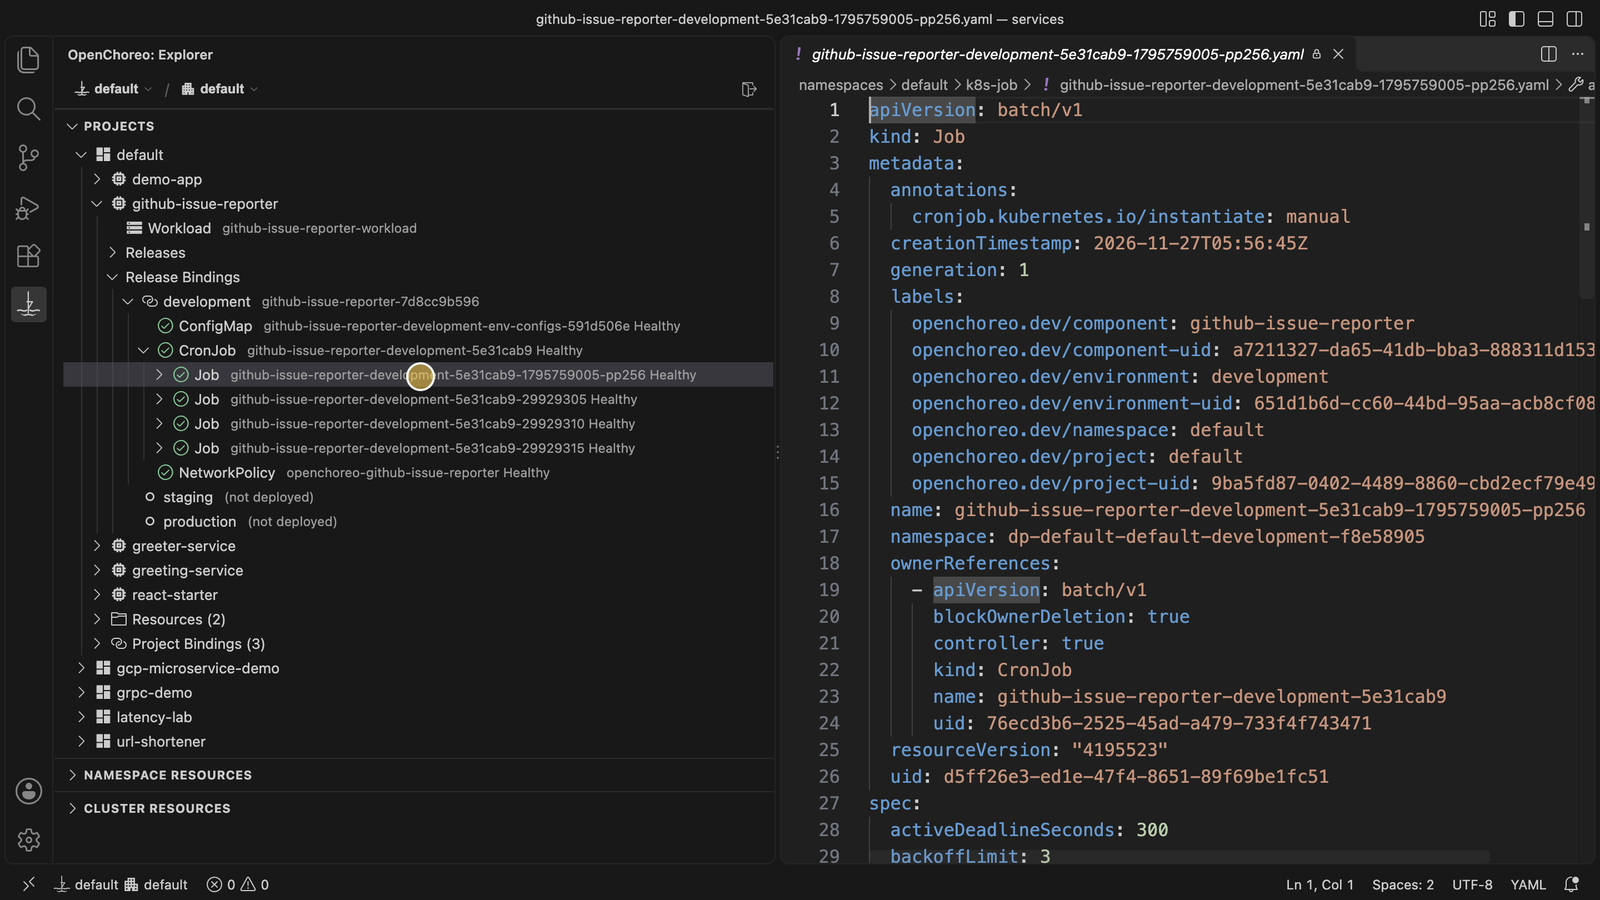 github-issue-reporter-development-5e31cab9-1795759005-pp256.yaml — services
OpenChoreo: Explorer
default / default
PROJECTS
default
demo-app
github-issue-reporter
Workload github-issue-reporter-workload
Releases
Release Bindings
development github-issue-reporter-7d8cc9b596
ConfigMap github-issue-reporter-development-env-configs-591d506e Healthy
CronJob github-issue-reporter-development-5e31cab9 Healthy
Job github-issue-reporter-development-5e31cab9-1795759005-pp256 Healthy
Job github-issue-reporter-development-5e31cab9-29929305 Healthy
Job github-issue-reporter-development-5e31cab9-29929310 Healthy
Job github-issue-reporter-development-5e31cab9-29929315 Healthy
NetworkPolicy openchoreo-github-issue-reporter Healthy
staging (not deployed)
production (not deployed)
greeter-service
greeting-service
react-starter
Resources (2)
Project Bindings (3)
gcp-microservice-demo
grpc-demo
latency-lab
url-shortener
NAMESPACE RESOURCES
CLUSTER RESOURCES
! github-issue-reporter-development-5e31cab9-1795759005-pp256.yaml
namespaces > default > k8s-job > ! github-issue-reporter-development-5e31cab9-1795759005-pp256.yaml > a
1 apiVersion: batch/v1
2 kind: Job
3 metadata:
4 annotations:
5 cronjob.kubernetes.io/instantiate: manual
6 creationTimestamp: 2026-11-27T05:56:45Z
7 generation: 1
8 labels:
9 openchoreo.dev/component: github-issue-reporter
10 openchoreo.dev/component-uid: a7211327-da65-41db-bba3-888311d153
11 openchoreo.dev/environment: development
12 openchoreo.dev/environment-uid: 651d1b6d-cc60-44bd-95aa-acb8cf08
13 openchoreo.dev/namespace: default
14 openchoreo.dev/project: default
15 openchoreo.dev/project-uid: 9ba5fd87-0402-4489-8860-cbd2ecf79e49
16 name: github-issue-reporter-development-5e31cab9-1795759005-pp256
17 namespace: dp-default-default-development-f8e58905
18 ownerReferences:
19 - apiVersion: batch/v1
20 blockOwnerDeletion: true
21 controller: true
22 kind: CronJob
23 name: github-issue-reporter-development-5e31cab9
24 uid: 76ecd3b6-2525-45ad-a479-733f4f743471
25 resourceVersion: "4195523"
26 uid: d5ff26e3-ed1e-47f4-8651-89f69be1fc51
27 spec:
28 activeDeadlineSeconds: 300
29 backoffLimit: 3
default default 0 0
Ln 1, Col 1 Spaces: 2 UTF-8 YAML